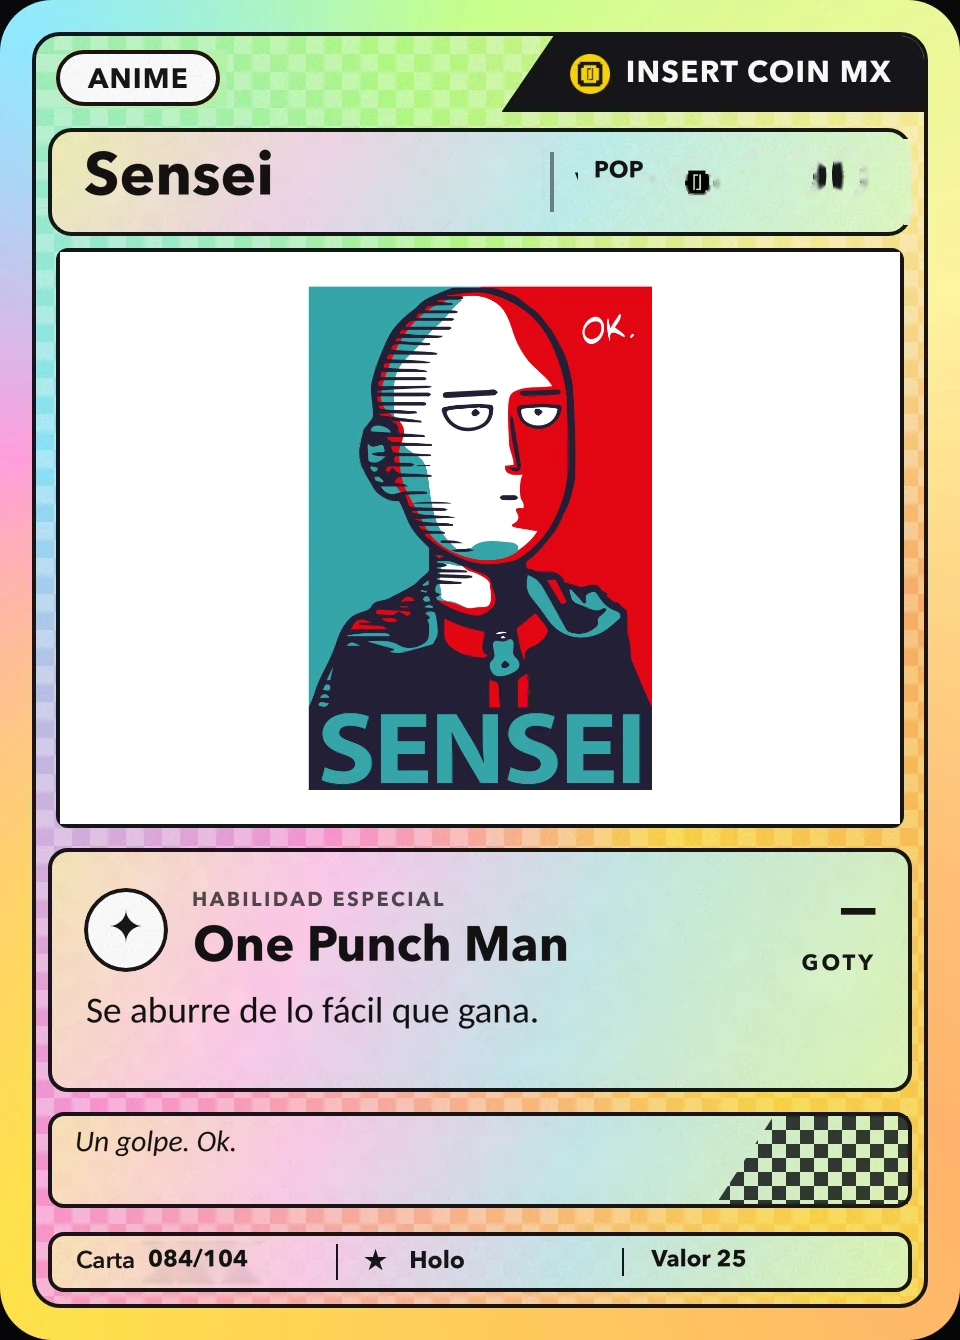 ANIME
INSERT COIN MX
Sensei
POP
OK.
SENSEI
HABILIDAD ESPECIAL
One Punch Man
GOTY
Se aburre de lo fácil que gana.
Un golpe. Ok.
Carta 084/104
★ Holo
Valor 25